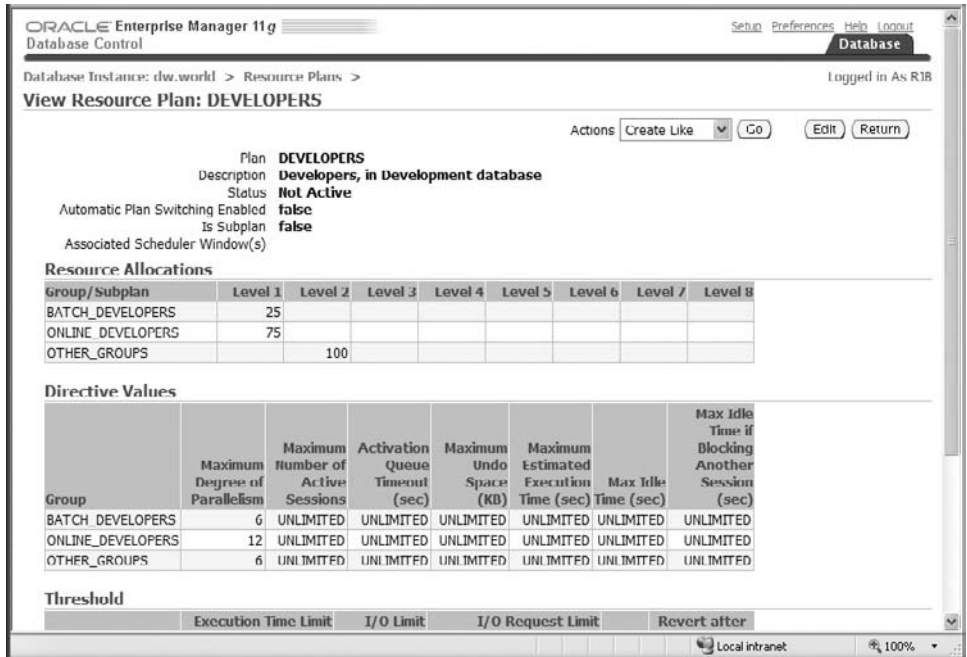 ORACLE Enterprise Manager 11g
Database Control
Setup Preferences Help Logout
Database
Database Instance: dw.world > Resource Plans >
Logged in As RJB
View Resource Plan: DEVELOPERS
Actions Create Like Go Edit Return
Plan DEVELOPERS
Description Developers, in Development database
Status Not Active
Automatic Plan Switching Enabled false
Is Subplan false
Associated Scheduler Window(s)
Resource Allocations
Group/Subplan Level 1 Level 2 Level 3 Level 4 Level 5 Level 6 Level 7 Level 8
BATCH_DEVELOPERS 25
ONLINE_DEVELOPERS 75
OTHER_GROUPS 100
Directive Values
Group Maximum Degree of Parallelism Maximum Number of Active Sessions Activation Queue Timeout (sec) Maximum Undo Space (KB) Maximum Estimated Execution Time (sec) Max Idle Time (sec) Max Idle Time if Blocking Another Session (sec)
BATCH_DEVELOPERS 6 UNLIMITED UNLIMITED UNLIMITED UNLIMITED UNLIMITED UNLIMITED
ONLINE_DEVELOPERS 12 UNLIMITED UNLIMITED UNLIMITED UNLIMITED UNLIMITED UNLIMITED
OTHER_GROUPS 6 UNLIMITED UNLIMITED UNLIMITED UNLIMITED UNLIMITED UNLIMITED
Threshold
Execution Time Limit I/O Limit I/O Request Limit Revert after
Local intranet 100%